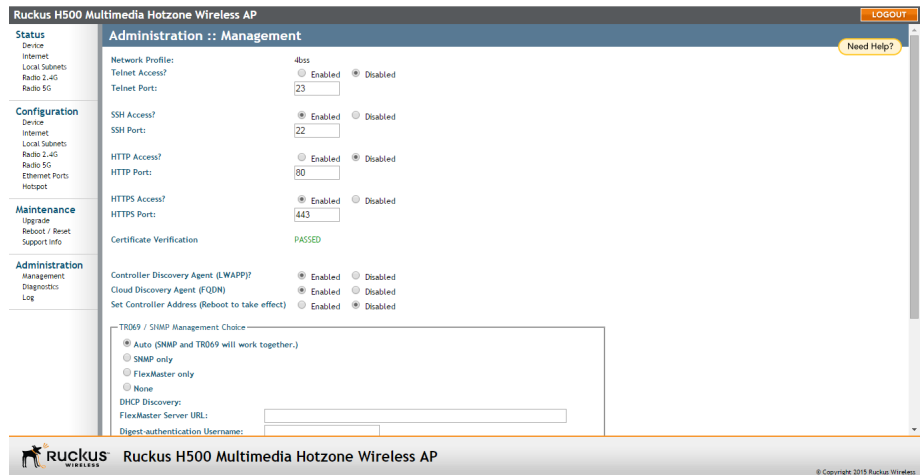 Ruckus H500 Multimedia Hotzone Wireless AP
LOGOUT
Status
Device
Internet
Local Subnets
Radio 2.4G
Radio 5G
Configuration
Device
Internet
Local Subnets
Radio 2.4G
Radio 5G
Ethernet Ports
Hotspot
Maintenance
Upgrade
Reboot / Reset
Support Info
Administration
Management
Diagnostics
Log
Administration :: Management
Need Help?
Network Profile: 4bss
Telnet Access? Enabled Disabled
Telnet Port: 23
SSH Access? Enabled Disabled
SSH Port: 22
HTTP Access? Enabled Disabled
HTTP Port: 80
HTTPS Access? Enabled Disabled
HTTPS Port: 443
Certificate Verification PASSED
Controller Discovery Agent (LWAPP)? Enabled Disabled
Cloud Discovery Agent (FQDN) Enabled Disabled
Set Controller Address (Reboot to take effect) Enabled Disabled
TR069 / SNMP Management Choice
Auto (SNMP and TR069 will work together.)
SNMP only
FlexMaster only
None
DHCP Discovery:
FlexMaster Server URL:
Digest-authentication Username:
Ruckus WIRELESS
Ruckus H500 Multimedia Hotzone Wireless AP
© Copyright 2015 Ruckus Wireless